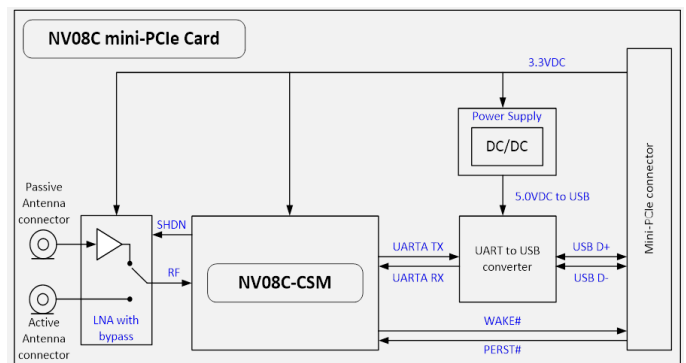 NV08C mini-PCIe Card
3.3VDC
Power Supply
DC/DC
Mini-PCIe connector
Passive
Antenna
connector
5.0VDC to USB
SHDN
UARTA TX
UART to USB
converter
USB D+
RF
NV08C-CSM
UARTA RX
USB D-
LNA with
bypass
WAKE#
Active
Antenna
connector
PERST#